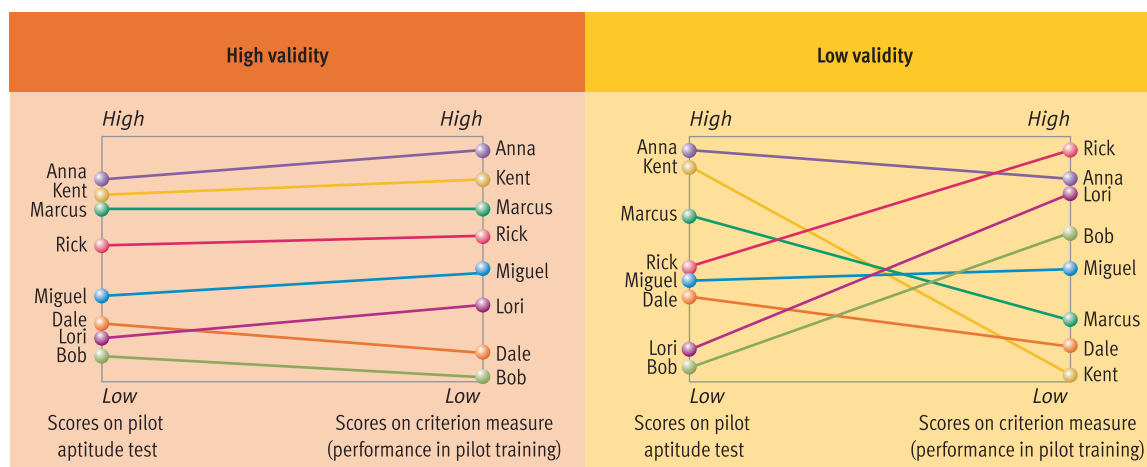 High validity
Low validity
High
High
Anna
Kent
Marcus
Rick
Miguel
Dale
Lori
Bob
Anna
Kent
Marcus
Rick
Miguel
Lori
Dale
Bob
Low
Low
Scores on pilot
aptitude test
Scores on criterion measure
(performance in pilot training)
High
High
Anna
Kent
Marcus
Rick
Miguel
Dale
Lori
Bob
Rick
Anna
Lori
Bob
Miguel
Marcus
Dale
Kent
Low
Low
Scores on pilot
aptitude test
Scores on criterion measure
(performance in pilot training)